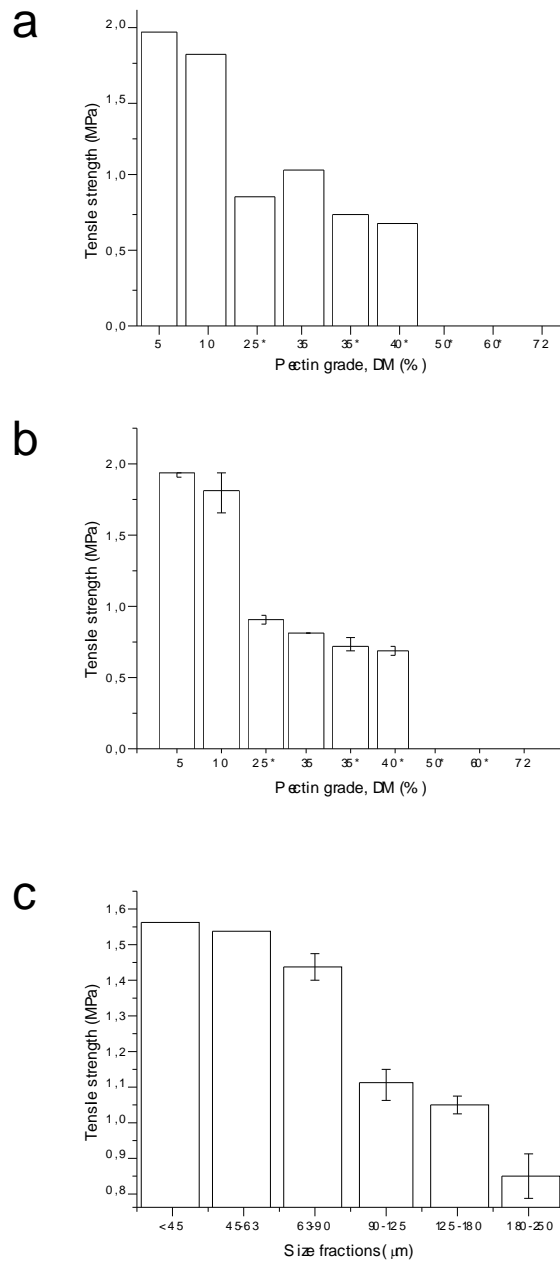 a
2,0
1,5
1,0
0,5
0,0
Tensile strength (MPa)
5 10 25* 35 35* 40* 50* 60* 72
Pectin grade, DM (%)
b
2,0
1,5
1,0
0,5
0,0
Tensile strength (MPa)
5 10 25* 35 35* 40* 50* 60* 72
Pectin grade, DM (%)
c
1,6
1,5
1,4
1,3
1,2
1,1
1,0
0,9
0,8
Tensile strength (MPa)
<45 45-63 63-90 90-125 125-180 180-250
Size fractions (μm)